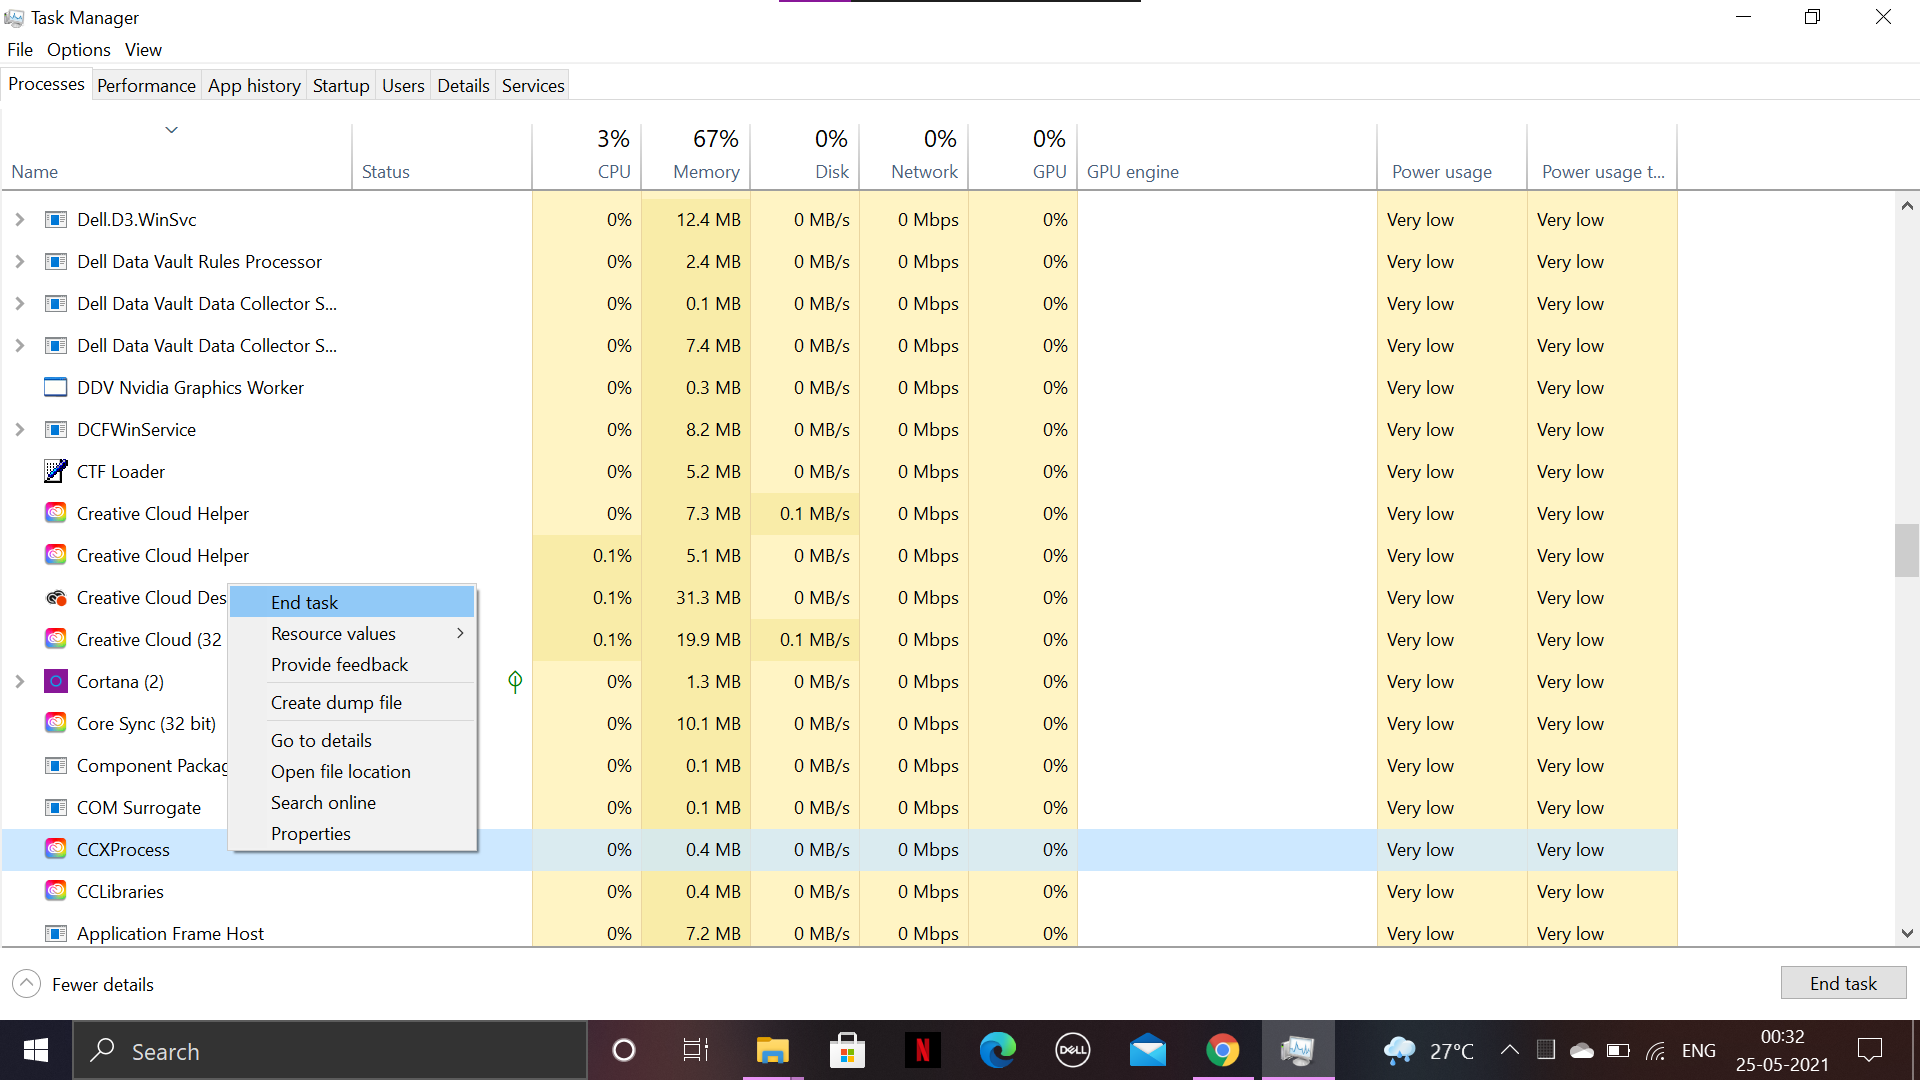 Task Manager
File Options View
Processes Performance App history Startup Users Details Services
3% 67% 0% 0% 0%
Name Status CPU Memory Disk Network GPU GPU engine Power usage Power usage t...
Dell.D3.WinSvc 0% 12.4 MB 0 MB/s 0 Mbps 0% Very low Very low
Dell Data Vault Rules Processor 0% 2.4 MB 0 MB/s 0 Mbps 0% Very low Very low
Dell Data Vault Data Collector S... 0% 0.1 MB 0 MB/s 0 Mbps 0% Very low Very low
Dell Data Vault Data Collector S... 0% 7.4 MB 0 MB/s 0 Mbps 0% Very low Very low
DDV Nvidia Graphics Worker 0% 0.3 MB 0 MB/s 0 Mbps 0% Very low Very low
DCFWinService 0% 8.2 MB 0 MB/s 0 Mbps 0% Very low Very low
CTF Loader 0% 5.2 MB 0 MB/s 0 Mbps 0% Very low Very low
Creative Cloud Helper 0% 7.3 MB 0.1 MB/s 0 Mbps 0% Very low Very low
Creative Cloud Helper 0.1% 5.1 MB 0 MB/s 0 Mbps 0% Very low Very low
Creative Cloud Des 0.1% 31.3 MB 0 MB/s 0 Mbps 0% Very low Very low
Creative Cloud (32 0.1% 19.9 MB 0.1 MB/s 0 Mbps 0% Very low Very low
Cortana (2) 0% 1.3 MB 0 MB/s 0 Mbps 0% Very low Very low
Core Sync (32 bit) 0% 10.1 MB 0 MB/s 0 Mbps 0% Very low Very low
Component Packag 0% 0.1 MB 0 MB/s 0 Mbps 0% Very low Very low
COM Surrogate 0% 0.1 MB 0 MB/s 0 Mbps 0% Very low Very low
CCXProcess 0% 0.4 MB 0 MB/s 0 Mbps 0% Very low Very low
CCLibraries 0% 0.4 MB 0 MB/s 0 Mbps 0% Very low Very low
Application Frame Host 0% 7.2 MB 0 MB/s 0 Mbps 0% Very low Very low
End task
Resource values
Provide feedback
Create dump file
Go to details
Open file location
Search online
Properties
Fewer details End task
Search N DELL 27°C ENG 00:32
25-05-2021